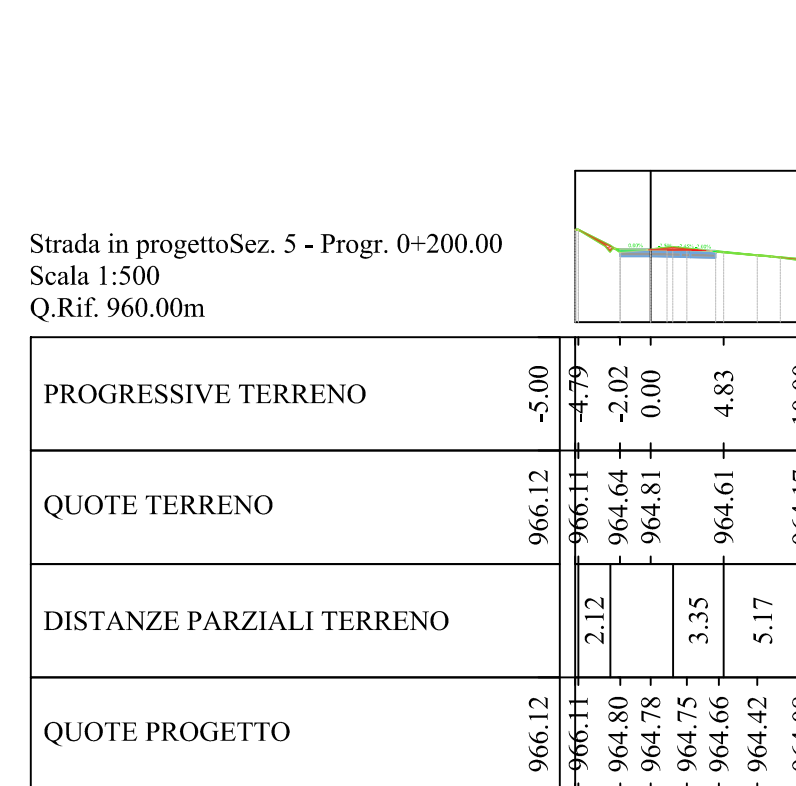 Strada in progettoSez. 5 - Progr. 0+200.00
Scala 1:500
Q.Rif. 960.00m
PROGRESSIVE TERRENO -5.00 -4.79 -2.02 0.00 4.83
QUOTE TERRENO 966.12 966.11 964.64 964.81 964.61
DISTANZE PARZIALI TERRENO 2.12 3.35 5.17
QUOTE PROGETTO 966.12 966.11 964.80 964.78 964.75 964.66 964.42